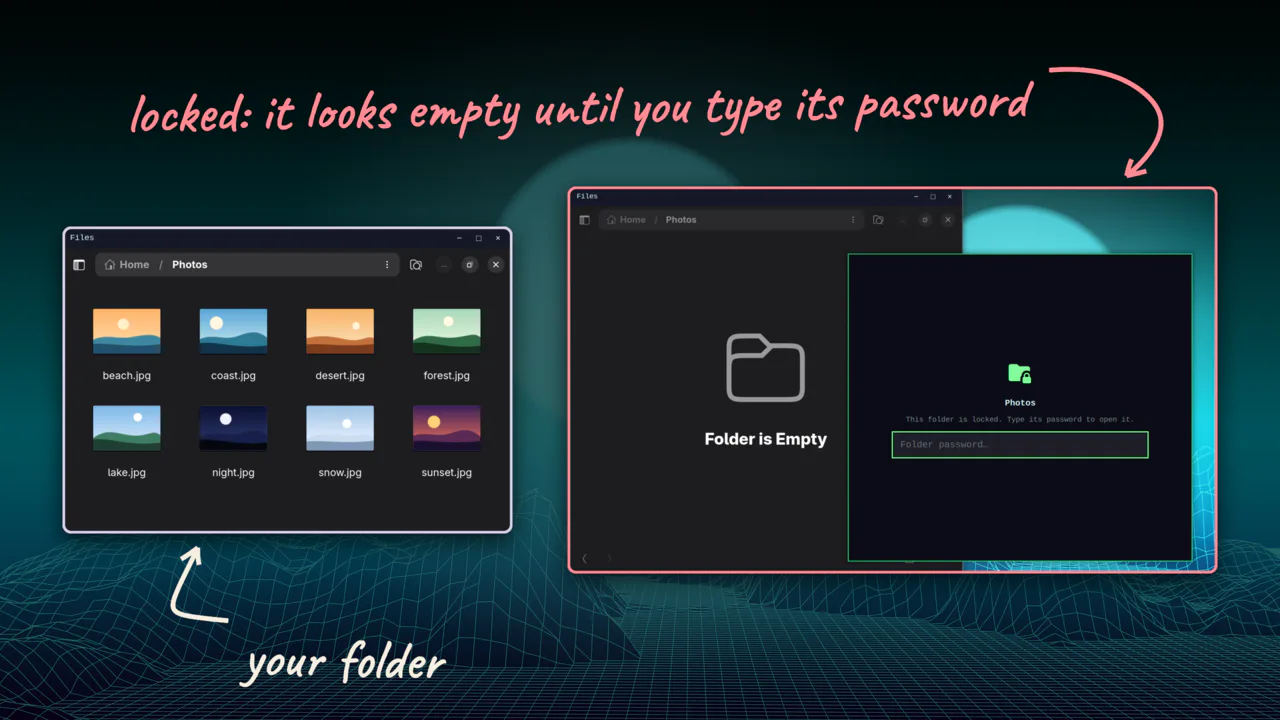 locked: it looks empty until you type its password
Files
Home / Photos
beach.jpg
coast.jpg
desert.jpg
forest.jpg
lake.jpg
night.jpg
snow.jpg
sunset.jpg
your folder
Files
Home / Photos
Folder is Empty
Photos
This folder is locked. Type its password to open it.
Folder password…